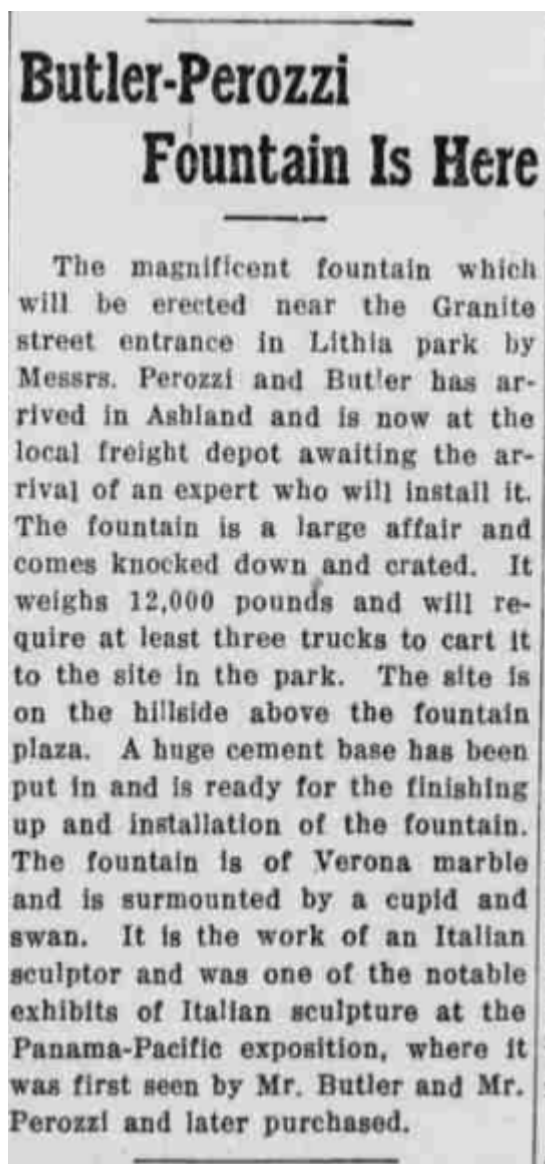 Butler-Perozzi
Fountain Is Here
The magnificent fountain which
will be erected near the Granite
street entrance in Lithia park by
Messrs. Perozzi and Butler has ar-
rived in Ashland and is now at the
local freight depot awaiting the ar-
rival of an expert who will install it.
The fountain is a large affair and
comes knocked down and crated. It
weighs 12,000 pounds and will re-
quire at least three trucks to cart it
to the site in the park. The site is
on the hillside above the fountain
plaza. A huge cement base has been
put in and is ready for the finishing
up and installation of the fountain.
The fountain is of Verona marble
and is surmounted by a cupid and
swan. It is the work of an Italian
sculptor and was one of the notable
exhibits of Italian sculpture at the
Panama-Pacific exposition, where it
was first seen by Mr. Butler and Mr.
Perozzi and later purchased.